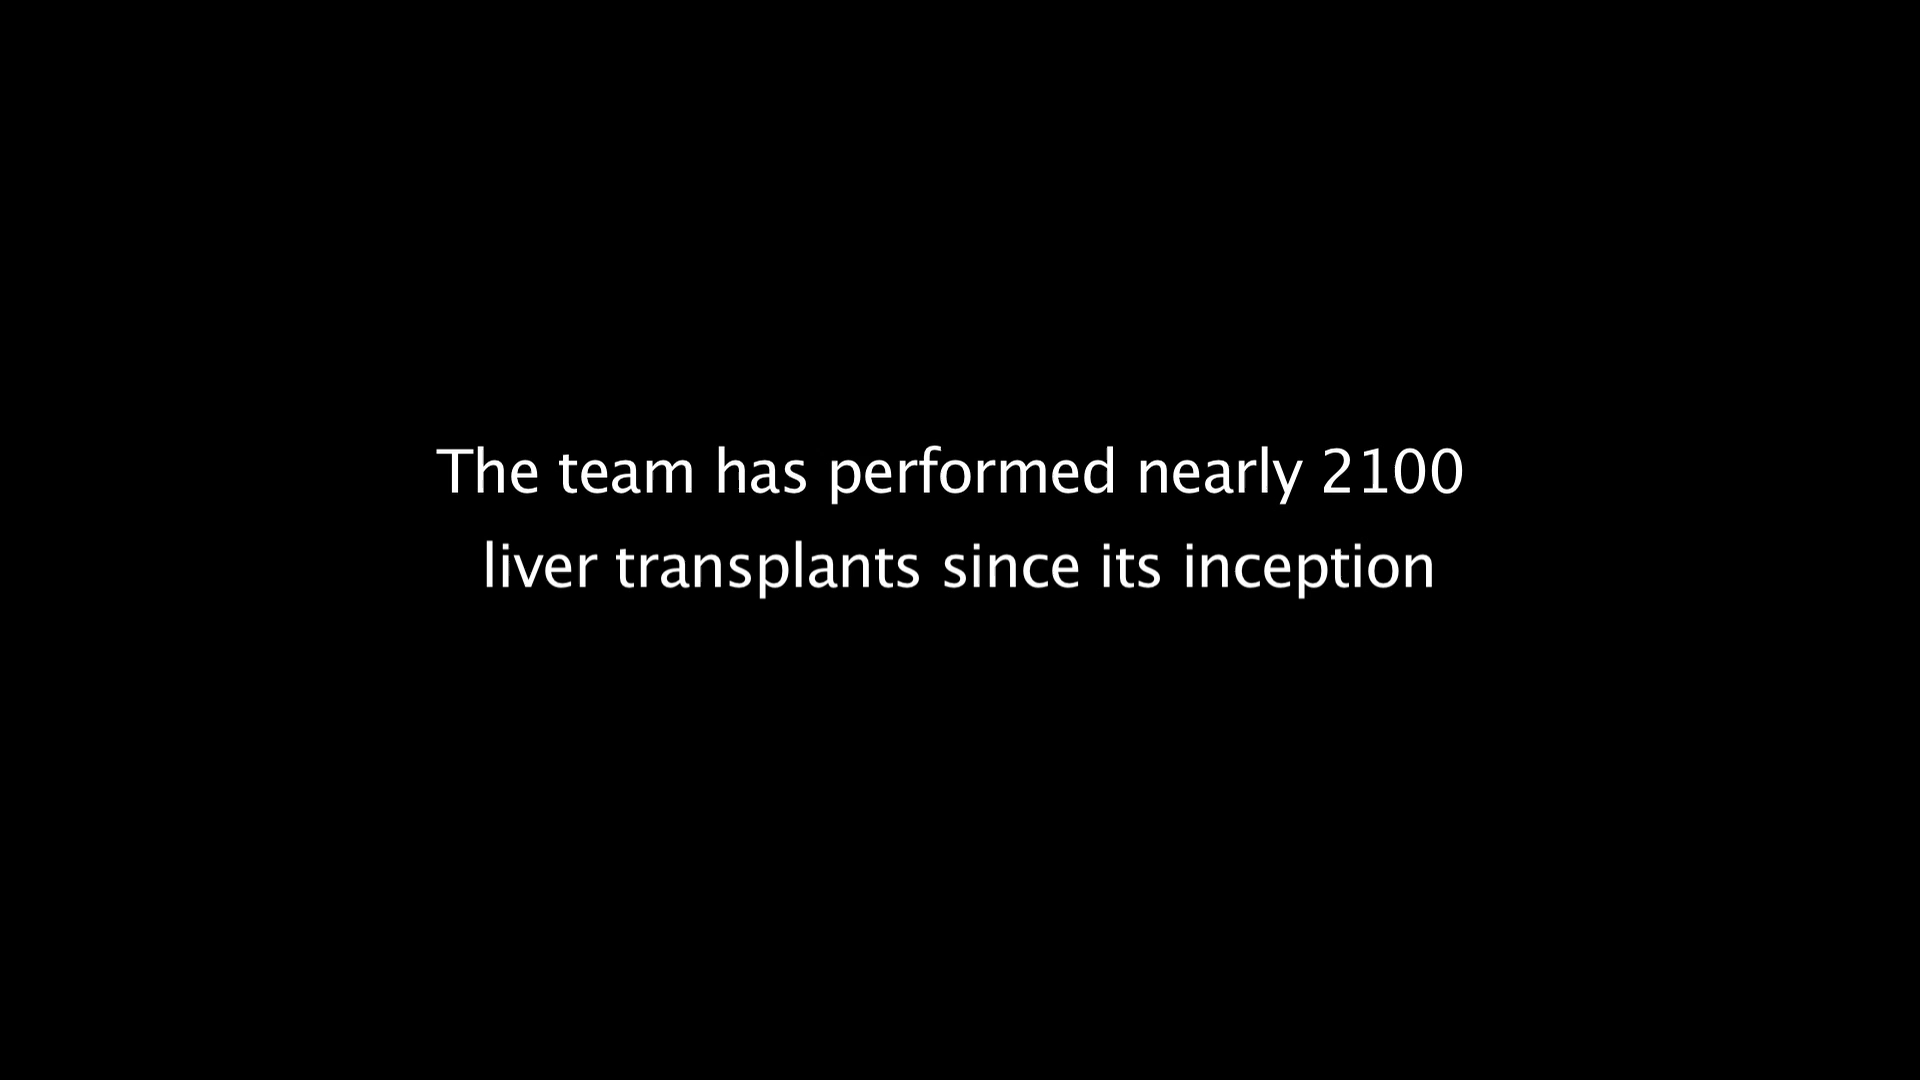 The team has performed nearly 2100
liver transplants since its inception